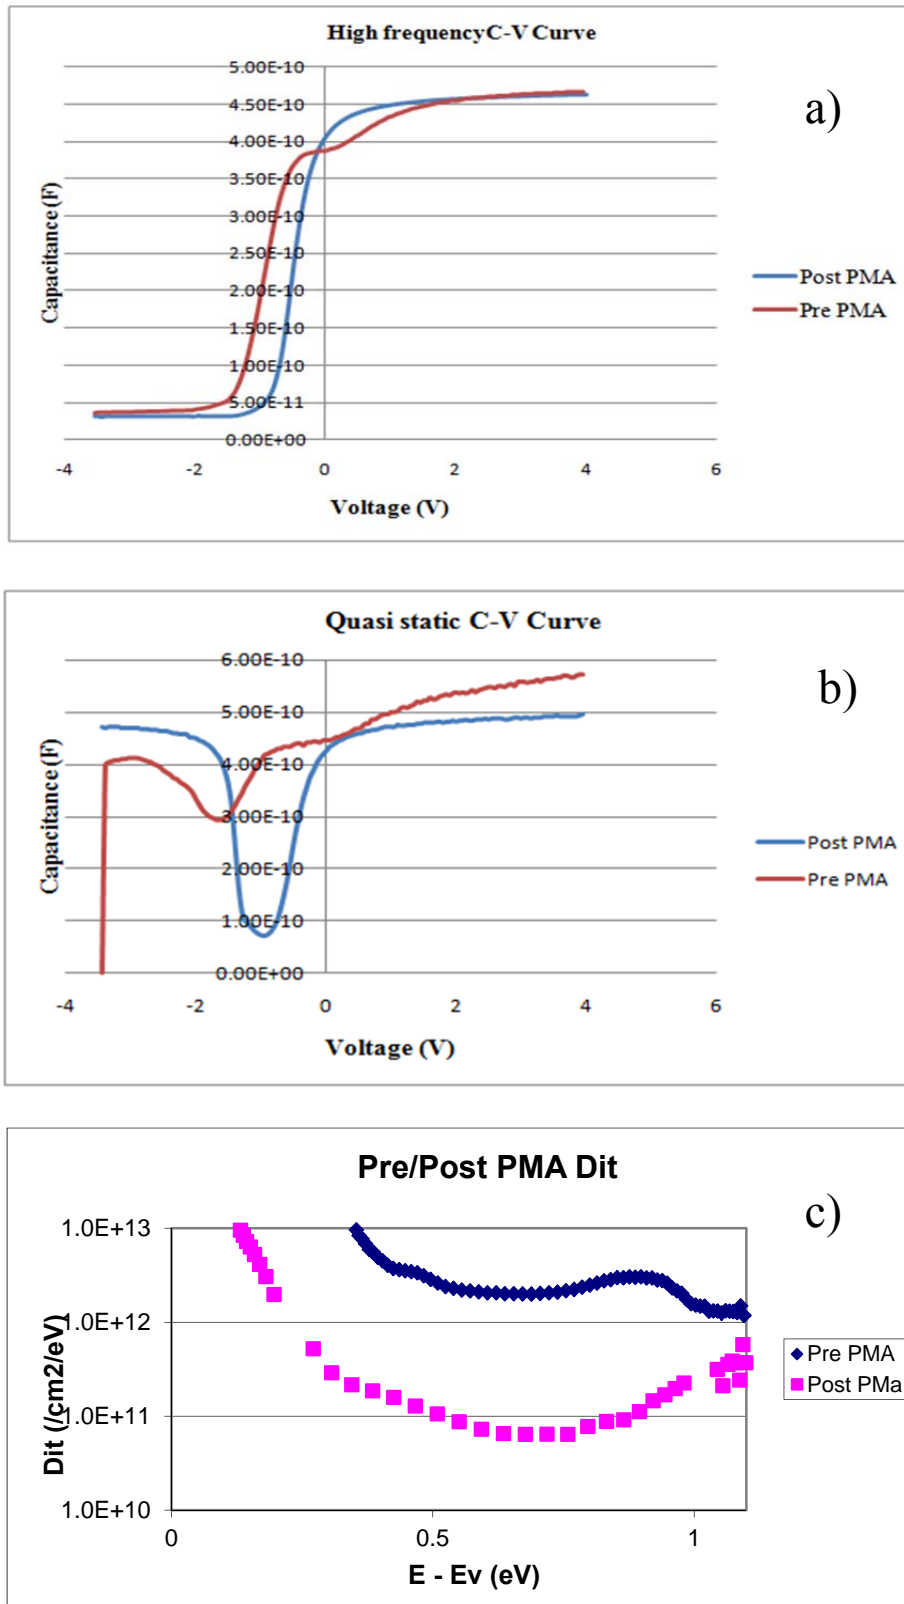 High frequencyC-V Curve
a)
5.00E-10
4.50E-10
4.00E-10
3.50E-10
3.00E-10
2.50E-10
2.00E-10
1.50E-10
1.00E-10
5.00E-11
0.00E+00
Capacitance (F)
-4 -2 0 2 4 6
Voltage (V)
Post PMA
Pre PMA
Quasi static C-V Curve
b)
6.00E-10
5.00E-10
4.00E-10
3.00E-10
2.00E-10
1.00E-10
0.00E+00
Capacitance (F)
-4 -2 0 2 4 6
Voltage (V)
Post PMA
Pre PMA
Pre/Post PMA Dit
c)
1.0E+13
1.0E+12
1.0E+11
1.0E+10
Dit (/cm2/eV)
0 0.5 1
E - Ev (eV)
Pre PMA
Post PMa